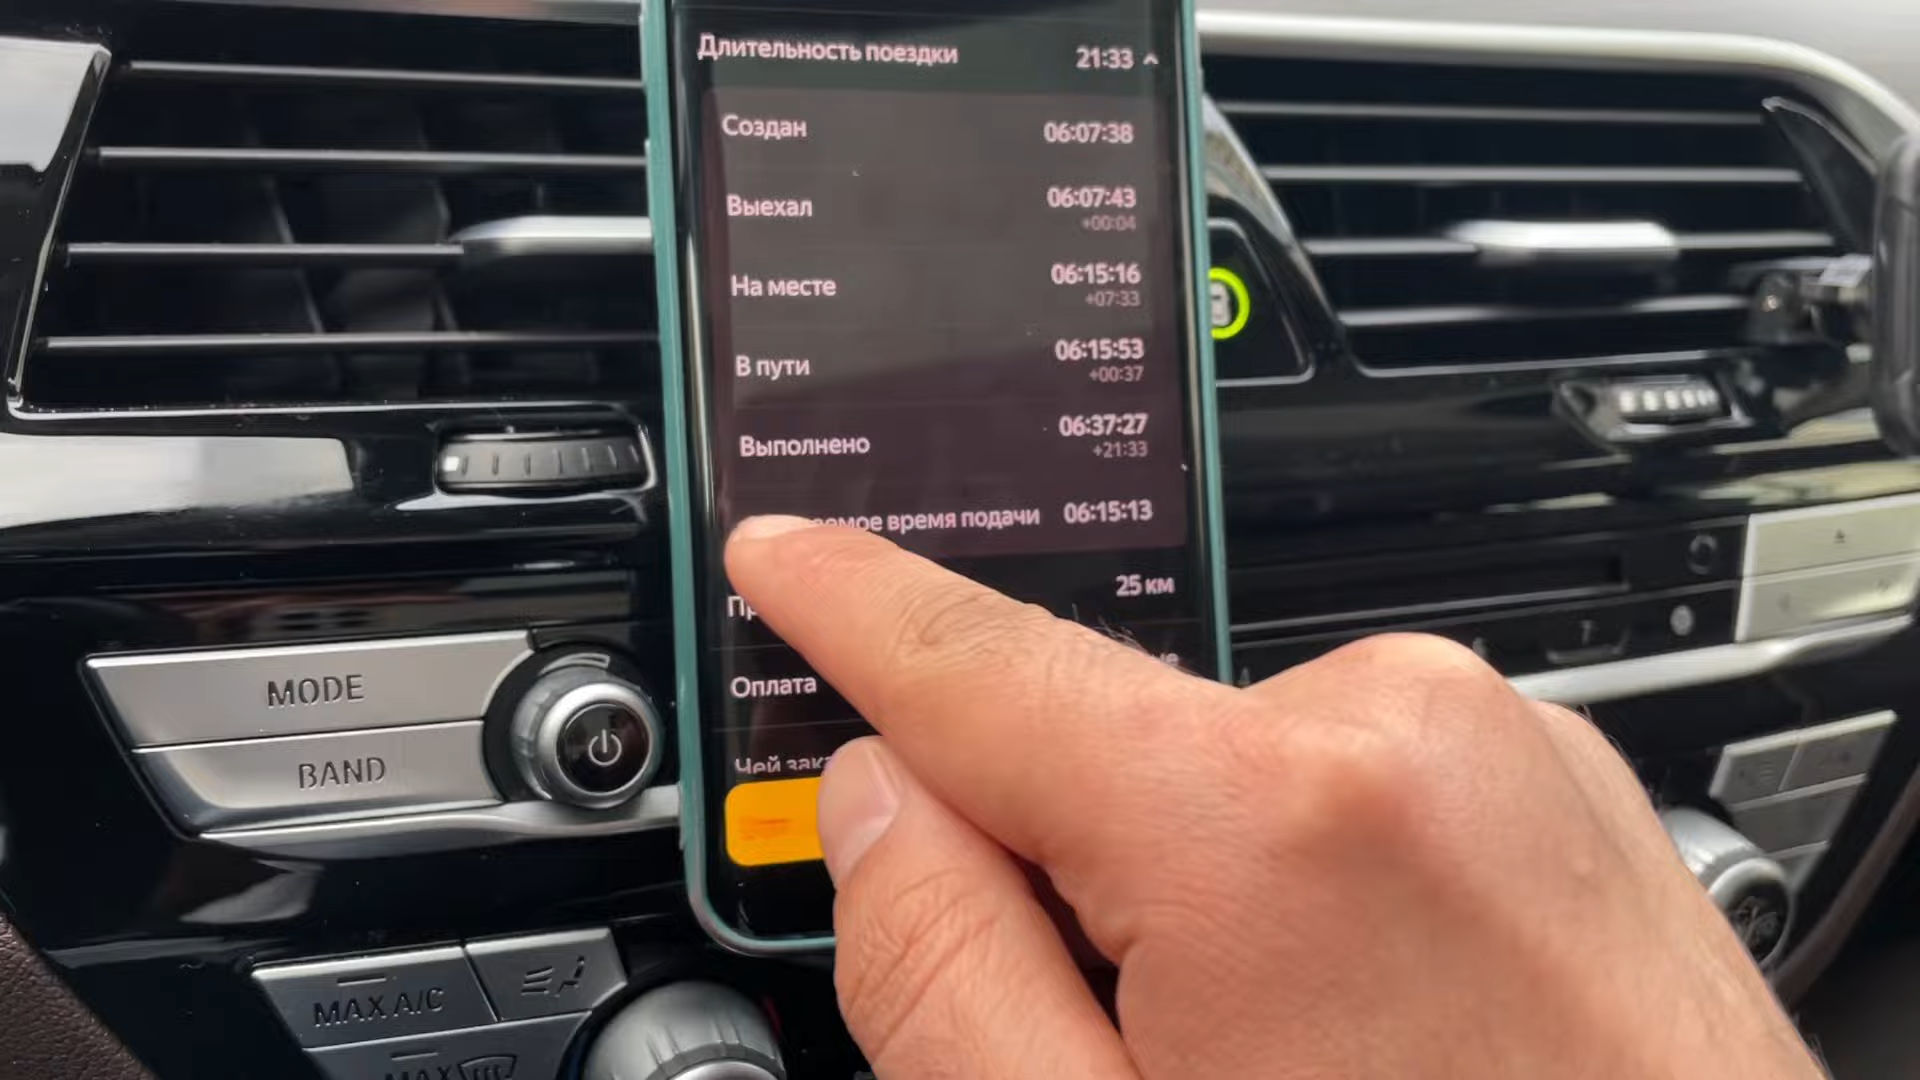 Длительность поездки 21:33
Создан 06:07:38
Выехал 06:07:43
+00:04
На месте 06:15:16
+07:33
В пути 06:15:53
+00:37
Выполнено 06:37:27
+21:33
время подачи 06:15:13
25 км
Оплата
Чей
MODE
BAND
MAX A/C
MAX